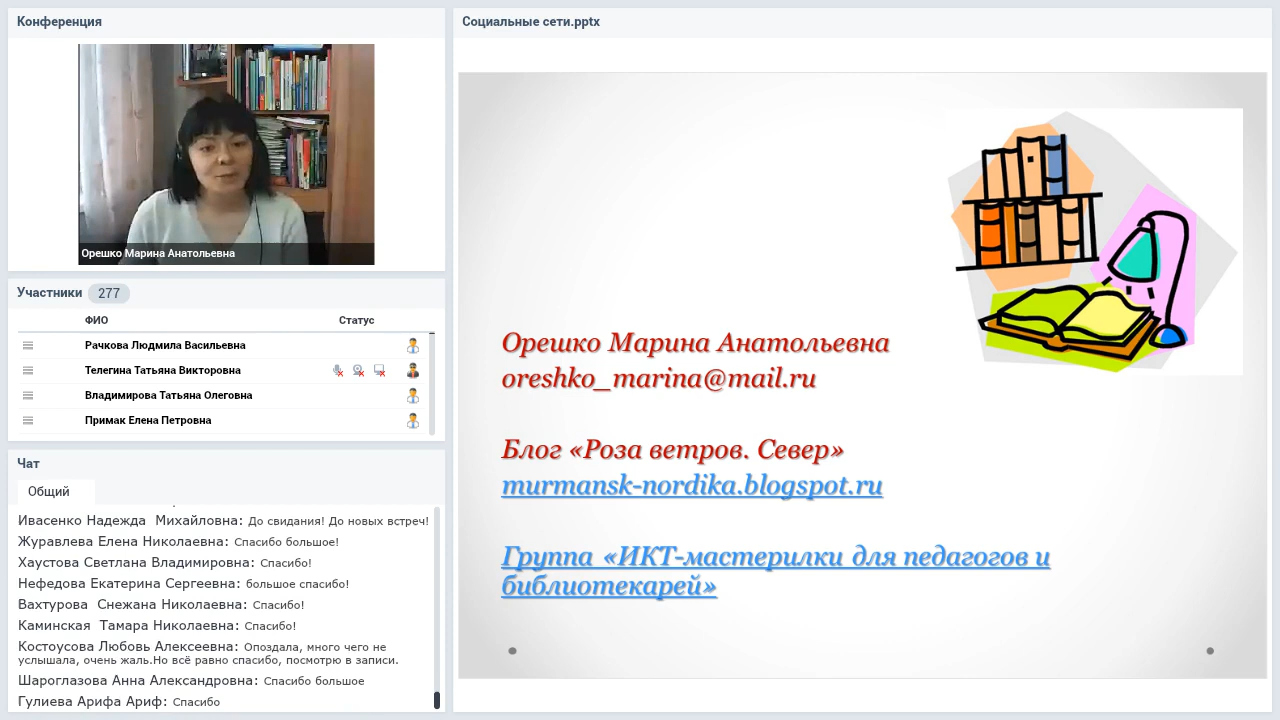 Конференция
Орешко Марина Анатольевна
Участники 277
ФИО Статус
Рачкова Людмила Васильевна
Телегина Татьяна Викторовна
Владимирова Татьяна Олеговна
Примак Елена Петровна
Чат
Общий
Ивасенко Надежда  Михайловна: До свидания! До новых встреч!
Журавлева Елена Николаевна: Спасибо большое!
Хаустова Светлана Владимировна: Спасибо!
Нефедова Екатерина Сергеевна: большое спасибо!
Вахтурова  Снежана Николаевна: Спасибо!
Каминская  Тамара Николаевна: Спасибо!
Костоусова Любовь Алексеевна: Опоздала, много чего не
услышала, очень жаль.Но всё равно спасибо, посмотрю в записи.
Шароглазова Анна Александровна: Спасибо большое
Гулиева Арифа Ариф: Спасибо
Социальные сети.pptx
Орешко Марина Анатольевна
oreshko_marina@mail.ru
Блог «Роза ветров. Север»
murmansk-nordika.blogspot.ru
Группа «ИКТ-мастерилки для педагогов и
библиотекарей»